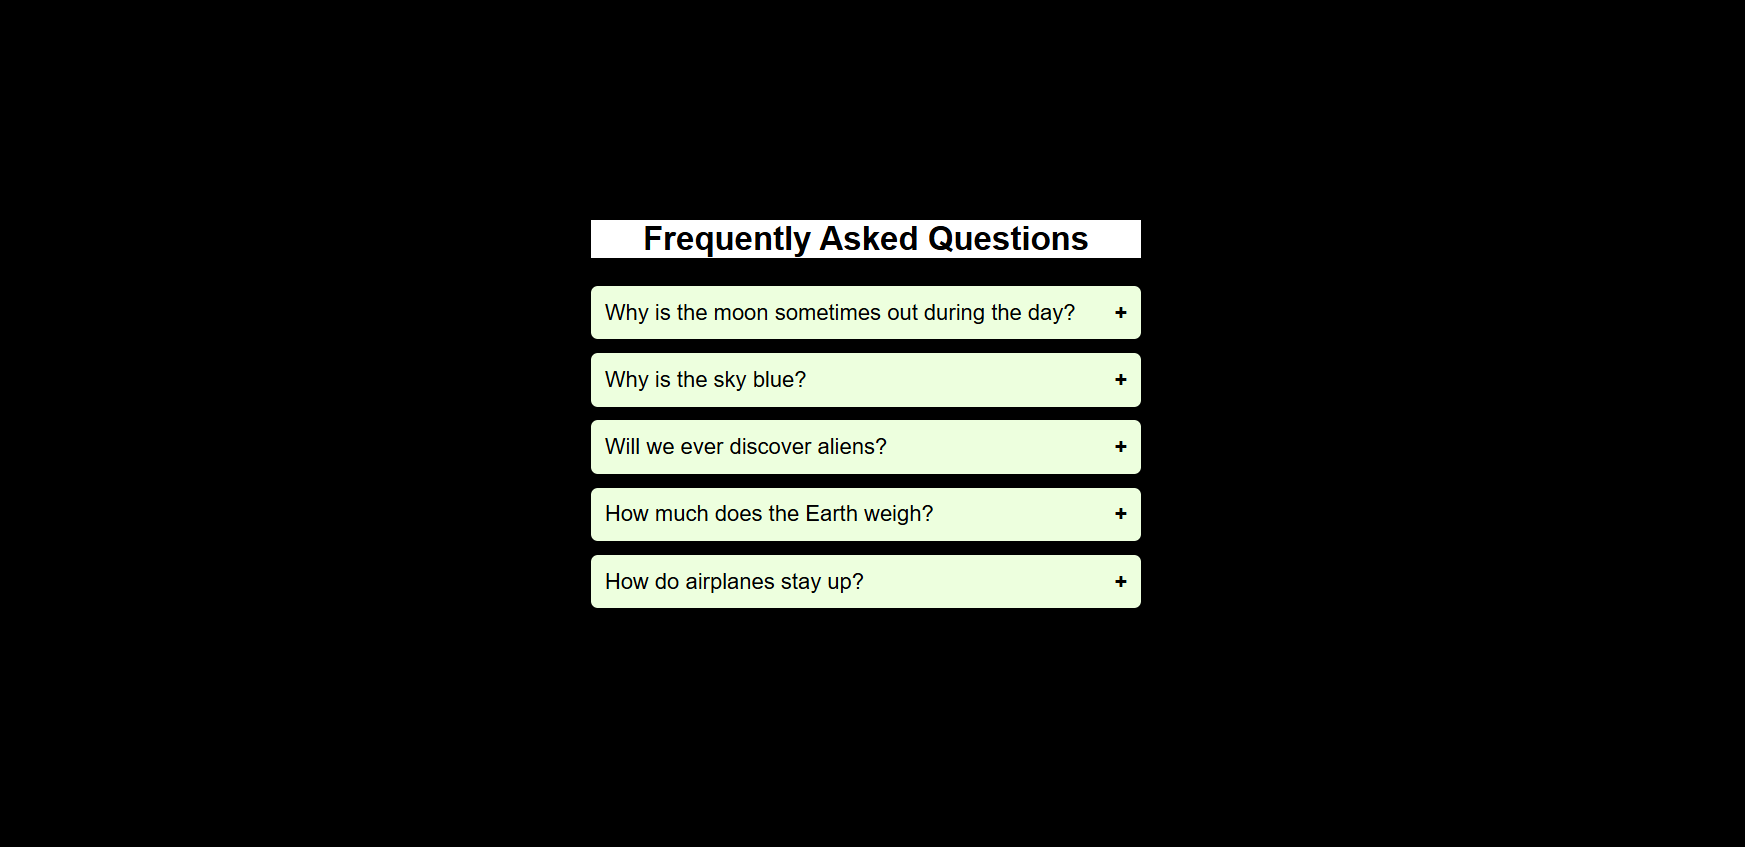 Frequently Asked Questions
Why is the moon sometimes out during the day? +
Why is the sky blue? +
Will we ever discover aliens? +
How much does the Earth weigh? +
How do airplanes stay up? +